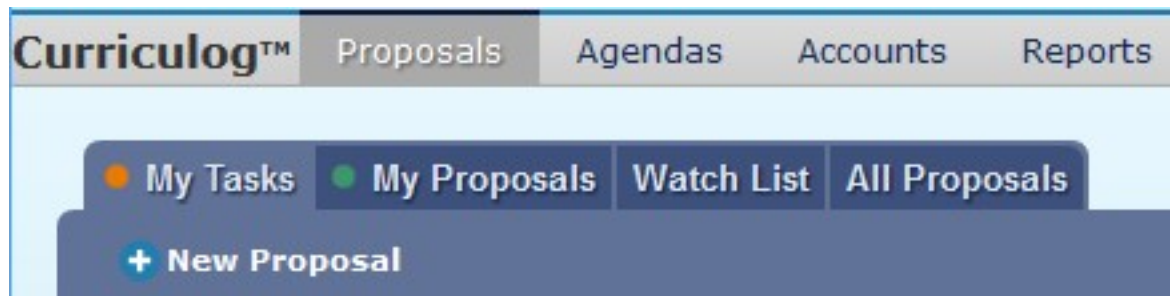 Curriculog™ Proposals Agendas Accounts Reports
My Tasks My Proposals Watch List All Proposals
New Proposal